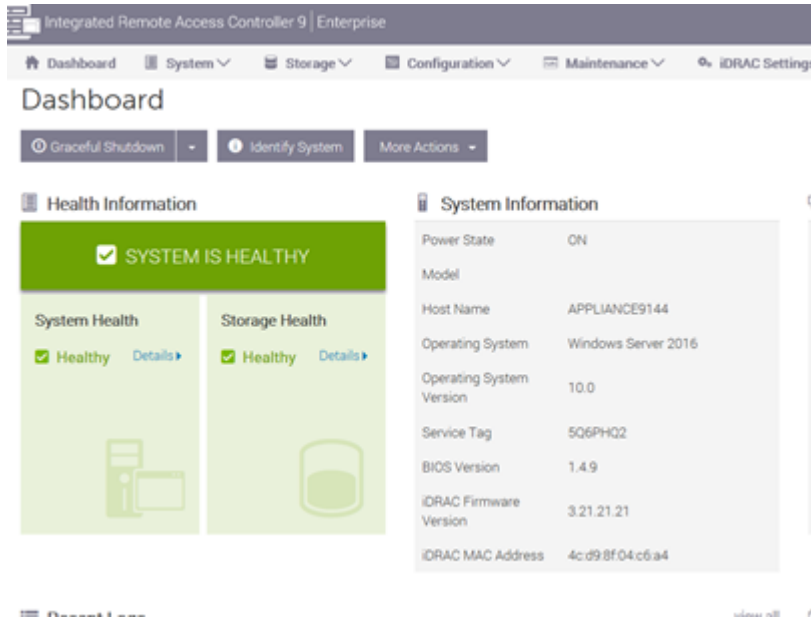 Integrated Remote Access Controller 9 | Enterprise
Dashboard System Storage Configuration Maintenance iDRAC Settings
Dashboard
Graceful Shutdown Identify System More Actions
Health Information
SYSTEM IS HEALTHY
System Health
Healthy Details
Storage Health
Healthy Details
System Information
Power State ON
Model
Host Name APPLIANCE9144
Operating System Windows Server 2016
Operating System
Version 10.0
Service Tag 5Q6PHQ2
BIOS Version 1.4.9
iDRAC Firmware
Version 3.21.21.21
iDRAC MAC Address 4c:d9:8f:04:c6:a4
Recent Logs view all